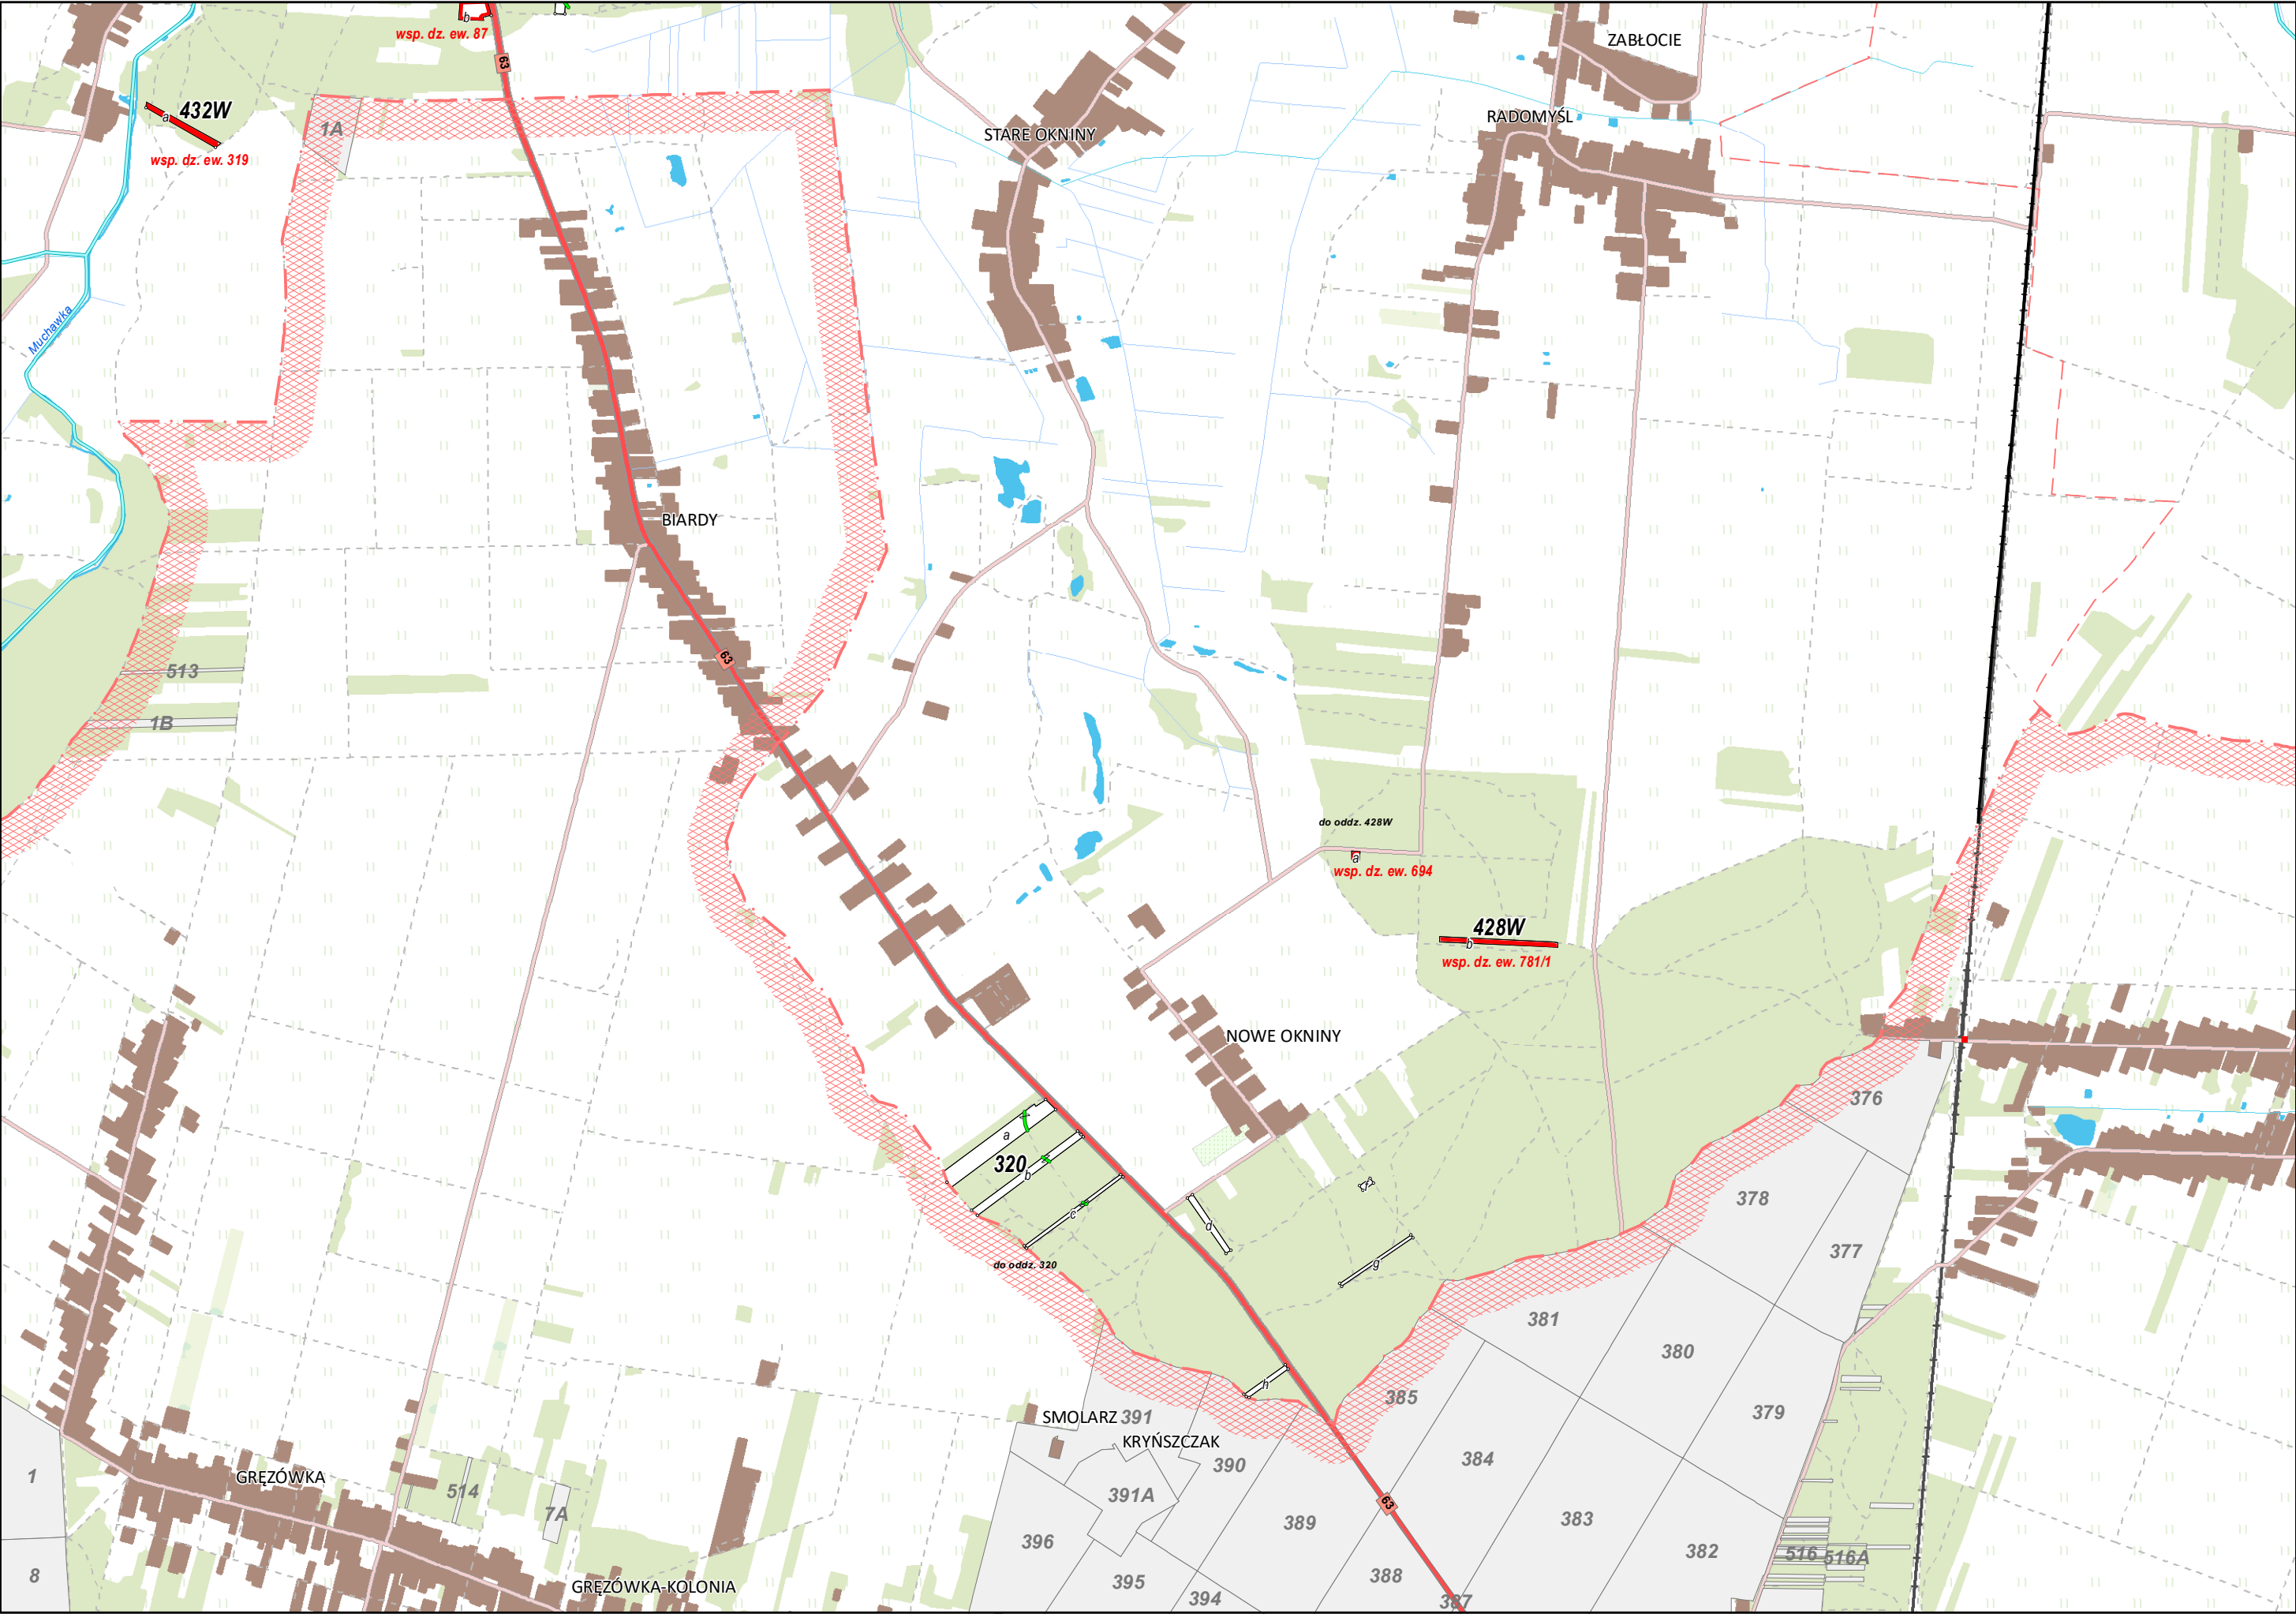 b
wsp. dz. ew. 87
63
ZABŁOCIE
432W
a
wsp. dz. ew. 319
1A
STARE OKNINY
RADOMYŚL
Muchawka
BIARDY
63
513
1B
do oddz. 428W
a
wsp. dz. ew. 694
428W
b
wsp. dz. ew. 781/1
NOWE OKNINY
376
a
320
b
c
d
f
g
378
377
do oddz. 320
381
380
h
385
379
SMOLARZ
391
KRYŃSZCZAK
390
384
GRĘZÓWKA
1
514
7A
391A
63
389
383
396
382
516
516A
8
395
388
GRĘZÓWKA-KOLONIA
394
387